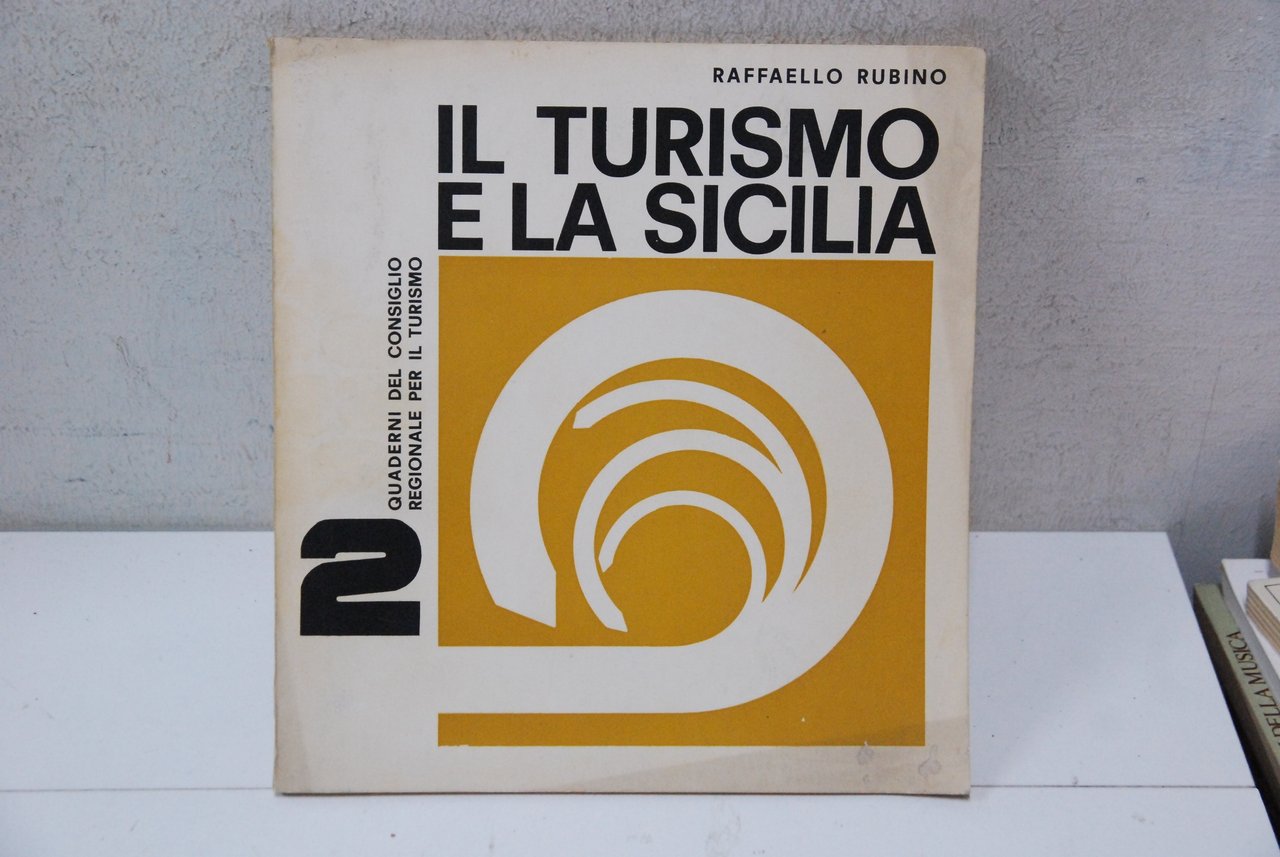 RAFFAELLO RUBINO
IL TURISMO
E LA SICILIA
QUADERNI DEL CONSIGLIO
REGIONALE PER IL TURISMO
2
DELLA MUSICA